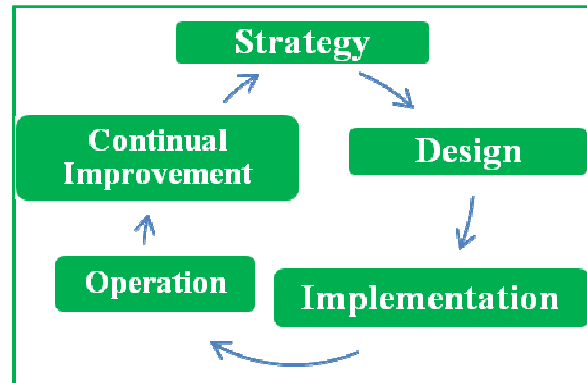 Strategy
Design
Implementation
Operation
Continual
Improvement